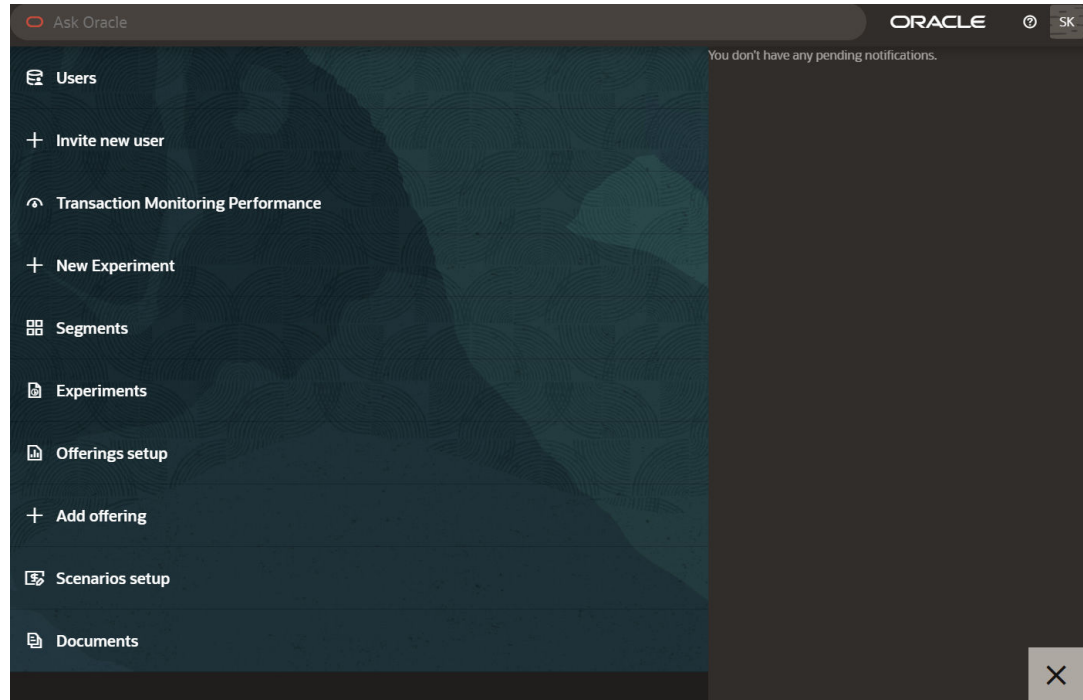 Ask Oracle
ORACLE
SK
You don't have any pending notifications.
Users
Invite new user
Transaction Monitoring Performance
New Experiment
Segments
Experiments
Offerings setup
Add offering
Scenarios setup
Documents